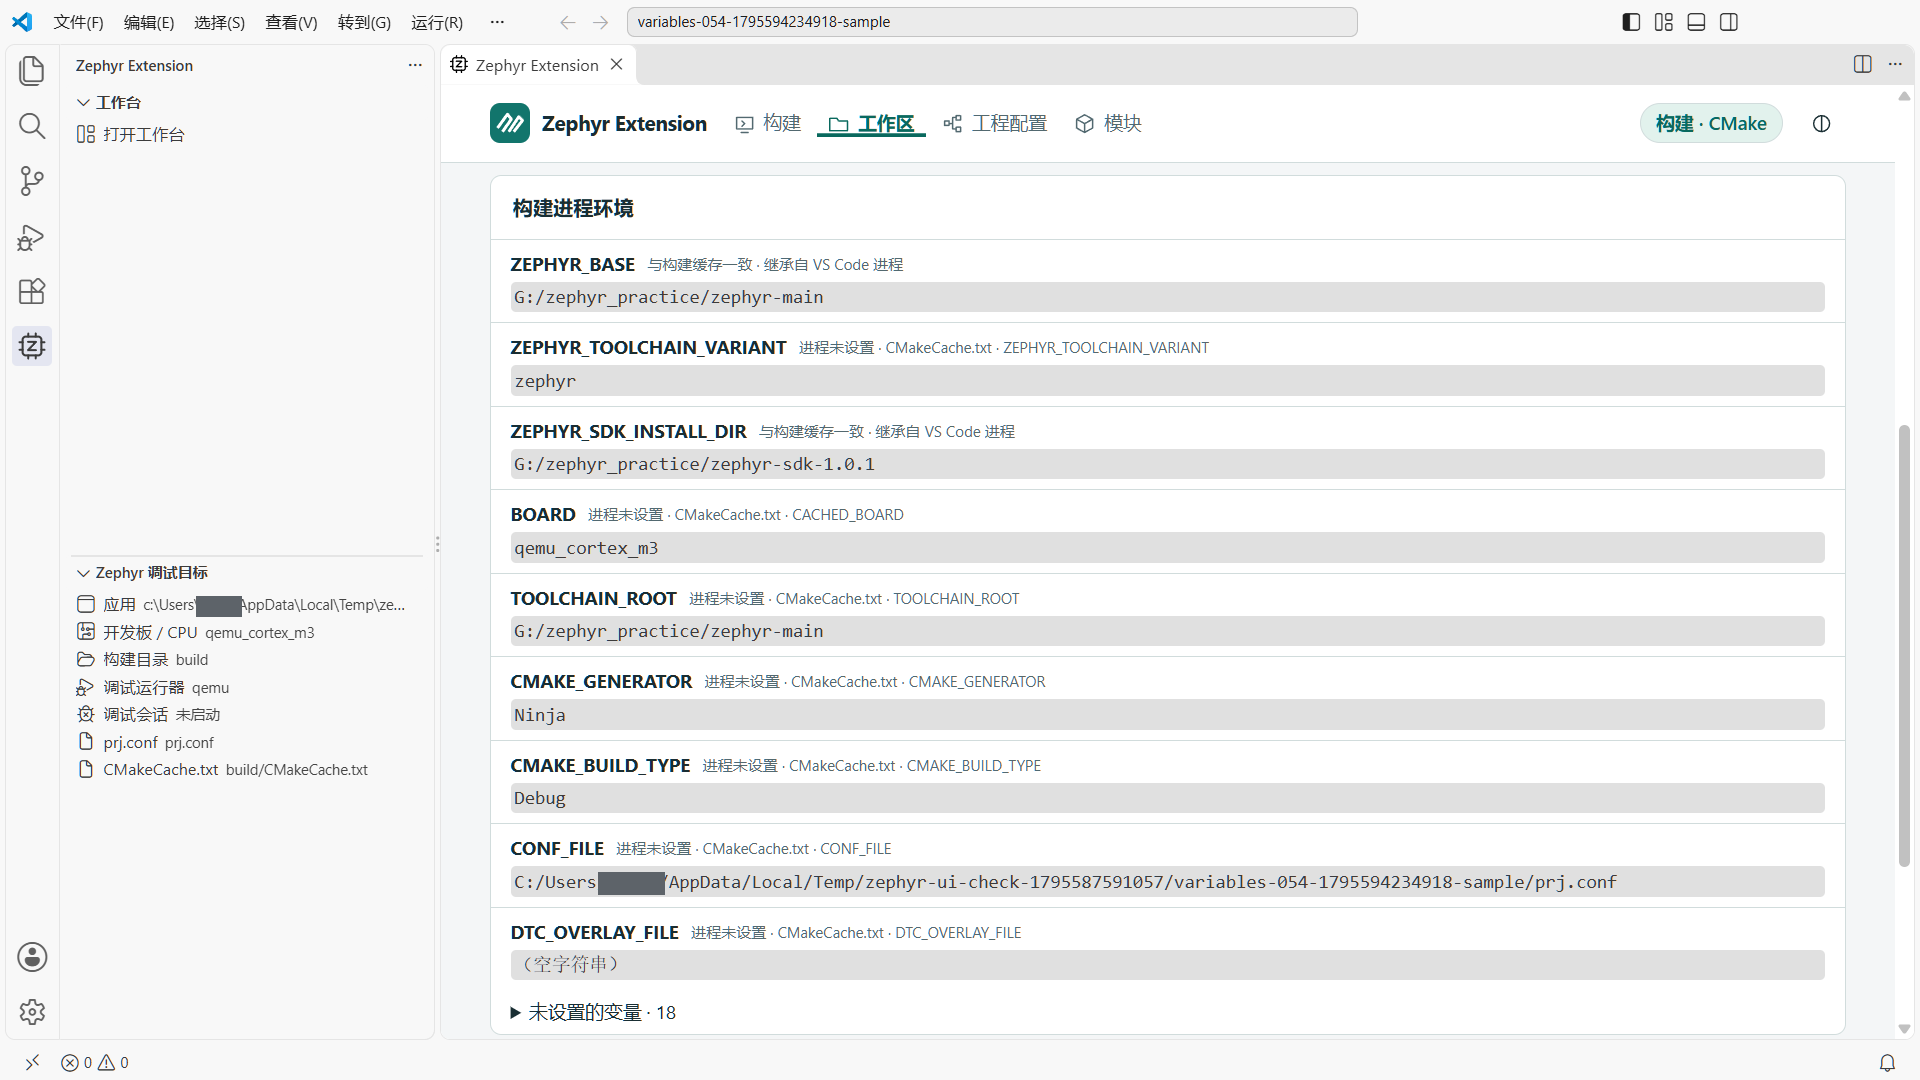 文件(F) 编辑(E) 选择(S) 查看(V) 转到(G) 运行(R) ··· variables-054-1795594234918-sample
Zephyr Extension
工作台
打开工作台
Zephyr 调试目标
应用 c:\Users\ AppData\Local\Temp\ze...
开发板 / CPU qemu_cortex_m3
构建目录 build
调试运行器 qemu
调试会话 未启动
prj.conf prj.conf
CMakeCache.txt build/CMakeCache.txt
Zephyr Extension
Zephyr Extension 构建 工作区 工程配置 模块 构建 · CMake
构建进程环境
ZEPHYR_BASE 与构建缓存一致 · 继承自 VS Code 进程
G:/zephyr_practice/zephyr-main
ZEPHYR_TOOLCHAIN_VARIANT 进程未设置 · CMakeCache.txt · ZEPHYR_TOOLCHAIN_VARIANT
zephyr
ZEPHYR_SDK_INSTALL_DIR 与构建缓存一致 · 继承自 VS Code 进程
G:/zephyr_practice/zephyr-sdk-1.0.1
BOARD 进程未设置 · CMakeCache.txt · CACHED_BOARD
qemu_cortex_m3
TOOLCHAIN_ROOT 进程未设置 · CMakeCache.txt · TOOLCHAIN_ROOT
G:/zephyr_practice/zephyr-main
CMAKE_GENERATOR 进程未设置 · CMakeCache.txt · CMAKE_GENERATOR
Ninja
CMAKE_BUILD_TYPE 进程未设置 · CMakeCache.txt · CMAKE_BUILD_TYPE
Debug
CONF_FILE 进程未设置 · CMakeCache.txt · CONF_FILE
C:/Users /AppData/Local/Temp/zephyr-ui-check-1795587591057/variables-054-1795594234918-sample/prj.conf
DTC_OVERLAY_FILE 进程未设置 · CMakeCache.txt · DTC_OVERLAY_FILE
（空字符串）
未设置的变量 · 18
0 0